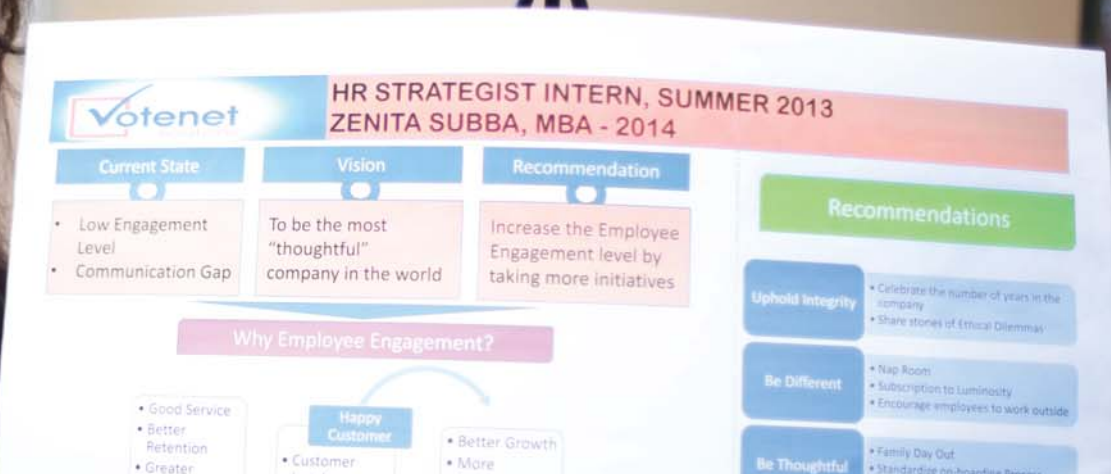 Votenet
HR STRATEGIST INTERN, SUMMER 2013
ZENITA SUBBA, MBA - 2014
Current State
• Low Engagement
Level
• Communication Gap
Vision
To be the most
"thoughtful"
company in the world
Recommendation
Increase the Employee
Engagement level by
taking more initiatives
Why Employee Engagement?
• Good Service
• Better
Retention
• Greater
Happy
Customer
• Customer
• Better Growth
• More
Recommendations
Uphold Integrity
• Celebrate the number of years in the
company
• Share stories of Ethical Dilemmas
Be Different
• Nap Room
• Subscription to Luminosity
• Encourage employees to work outside
Be Thoughtful
• Family Day Out
• Standardise on-boarding